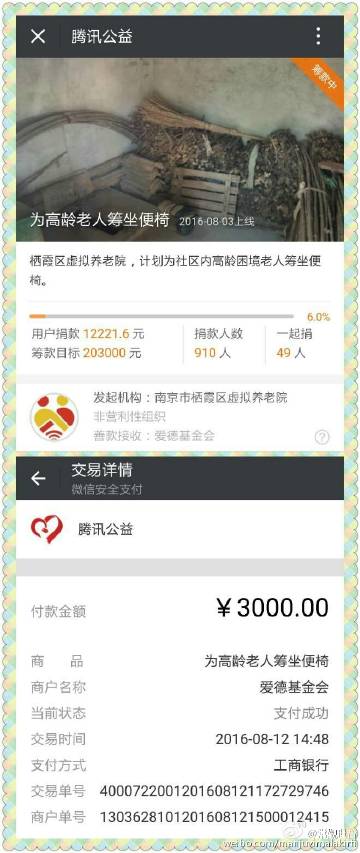 腾讯公益
筹款中
为高龄老人筹坐便椅 2016-08-03上线
栖霞区虚拟养老院，计划为社区内高龄困境老人筹坐便
椅。
6.0%
用户捐款 12221.6 元 捐款人数 一起捐
筹款目标 203000 元 910 人 49 人
发起机构：南京市栖霞区虚拟养老院
非营利性组织
善款接收：爱德基金会
?
交易详情
微信安全支付
腾讯公益
付款金额 ￥3000.00
商 品 为高龄老人筹坐便椅
商户名称 爱德基金会
当前状态 支付成功
交易时间 2016-08-12 14:48
支付方式 工商银行
交易单号 4000722001201608121172729746
商户单号 1303628101201608121500012415